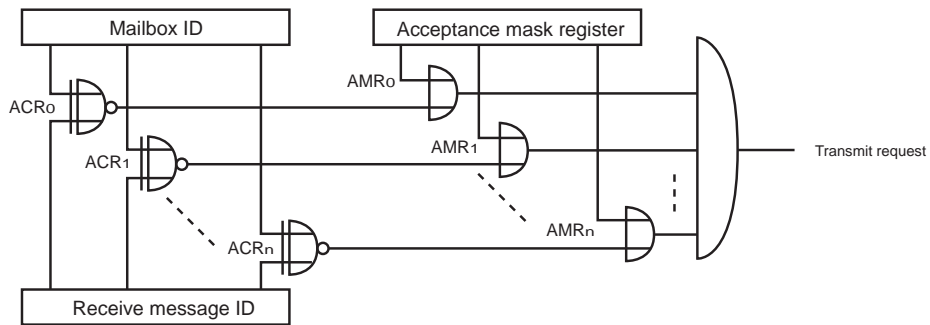 Mailbox ID
Acceptance mask register
AMR0
ACR0
AMR1
ACR1
Transmit request
AMRn
ACRn
Receive message ID